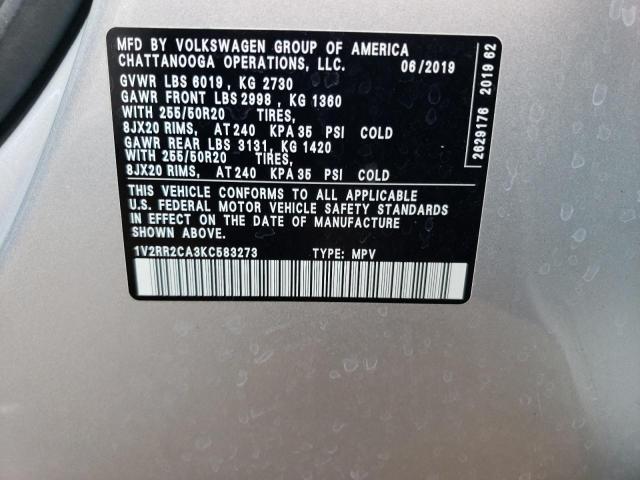 MFD BY VOLKSWAGEN GROUP OF AMERICA
CHATTANOOGA OPERATIONS, LLC. 06/2019
GVWR LBS 6019 , KG 2730
GAWR FRONT LBS 2998 , KG 1360
WITH 255/50R20 TIRES,
8JX20 RIMS, AT 240 KPA 35 PSI COLD
GAWR REAR LBS 3131, KG 1420
WITH 255/50R20 TIRES,
8JX20 RIMS, AT 240 KPA 35 PSI COLD
THIS VEHICLE CONFORMS TO ALL APPLICABLE
U.S. FEDERAL MOTOR VEHICLE SAFETY STANDARDS
IN EFFECT ON THE DATE OF MANUFACTURE
SHOWN ABOVE
1V2RR2CA3KC583273 TYPE: MPV
2629176 2019 62